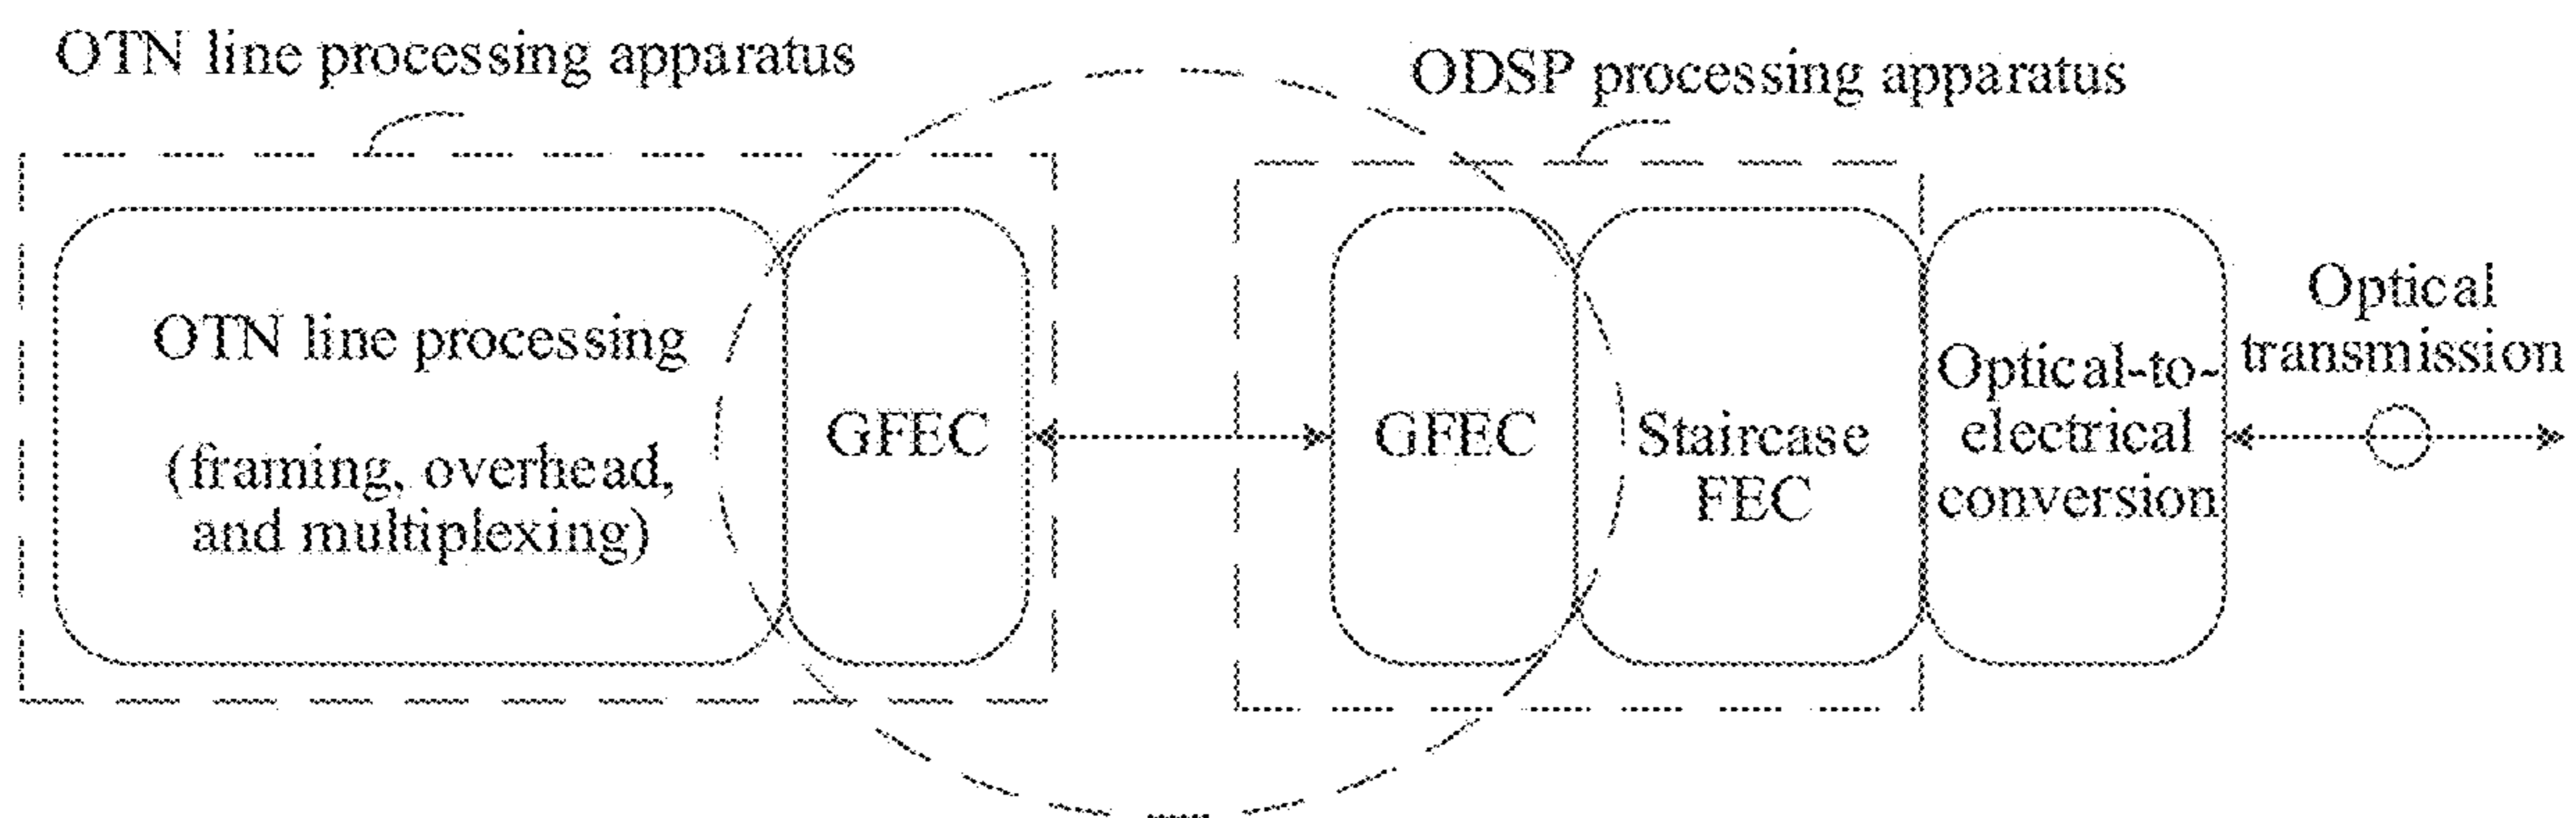 OTN line processing apparatus
ODSP processing apparatus
OTN line processing
(framing, overhead,
and multiplexing)
GFEC
GFEC
Staircase
FEC
Optical-to-
electrical
conversion
Optical
transmission